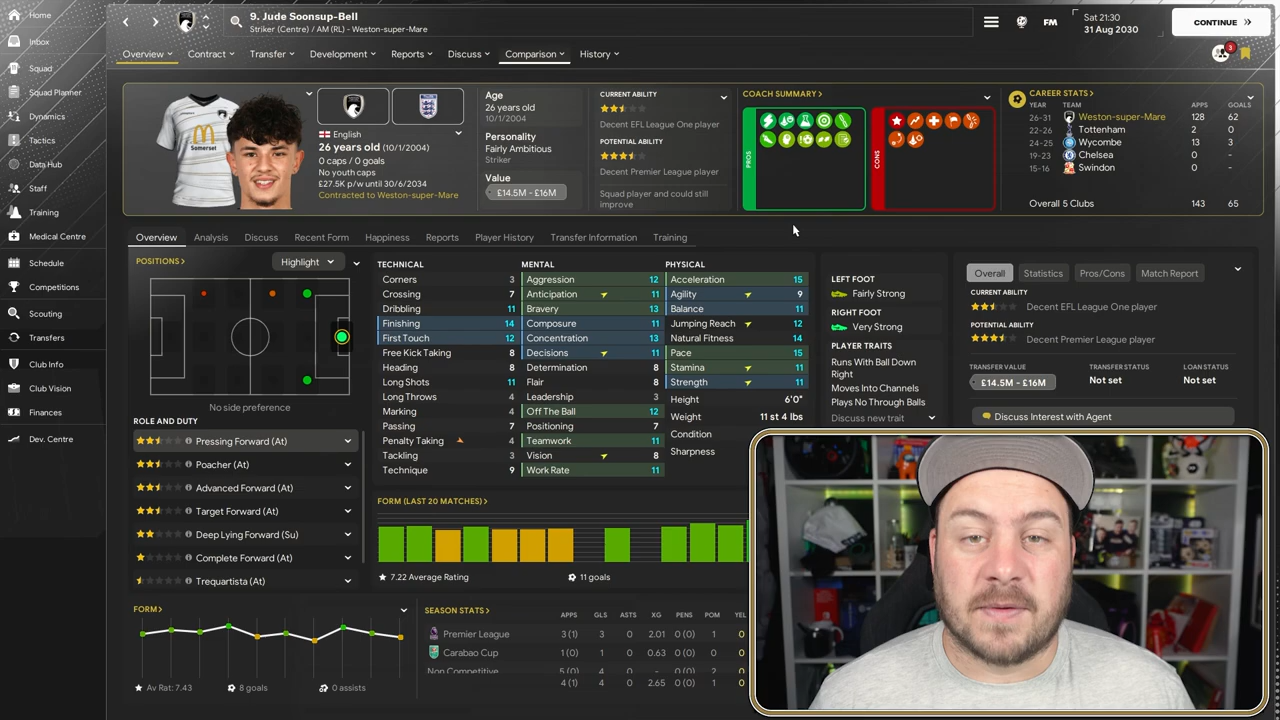 Home
Inbox
Squad
Squad Planner
Dynamics
Tactics
Data Hub
Staff
Training
Medical Centre
Schedule
Competitions
Scouting
Transfers
Club Info
Club Vision
Finances
Dev. Centre
9. Jude Soonsup-Bell
Striker (Centre) / AM (RL) - Weston-super-Mare
FM
Sat 21:30
31 Aug 2030
CONTINUE
Overview
Contract
Transfer
Development
Reports
Discuss
Comparison
History
3
McDonald's
Somerset
English
26 years old (10/1/2004)
0 caps / 0 goals
No youth caps
£27.5K p/w until 30/6/2034
Contracted to Weston-super-Mare
Age
26 years old
10/1/2004
Personality
Fairly Ambitious
Striker
Value
£14.5M - £16M
CURRENT ABILITY
Decent EFL League One player
POTENTIAL ABILITY
Decent Premier League player
Squad player and could still
improve
COACH SUMMARY >
PROS
CONS
CAREER STATS >
YEAR TEAM APPS GOALS
26-31 Weston-super-Mare 128 62
22-26 Tottenham 2 0
24-25 Wycombe 13 3
19-23 Chelsea 0 -
15-16 Swindon 0 -
Overall 5 Clubs 143 65
Overview
Analysis
Discuss
Recent Form
Happiness
Reports
Player History
Transfer Information
Training
POSITIONS >
Highlight
No side preference
ROLE AND DUTY
Pressing Forward (At)
Poacher (At)
Advanced Forward (At)
Target Forward (At)
Deep Lying Forward (Su)
Complete Forward (At)
Trequartista (At)
TECHNICAL
Corners 3
Crossing 7
Dribbling 11
Finishing 14
First Touch 12
Free Kick Taking 8
Heading 8
Long Shots 11
Long Throws 4
Marking 4
Passing 7
Penalty Taking 4
Tackling 3
Technique 9
MENTAL
Aggression 12
Anticipation 11
Bravery 13
Composure 11
Concentration 13
Decisions 11
Determination 8
Flair 8
Leadership 3
Off The Ball 12
Positioning 7
Teamwork 11
Vision 8
Work Rate 11
PHYSICAL
Acceleration 15
Agility 9
Balance 11
Jumping Reach 12
Natural Fitness 14
Pace 15
Stamina 11
Strength 11
Height 6'0"
Weight 11 st 4 lbs
Condition
Sharpness
LEFT FOOT
Fairly Strong
RIGHT FOOT
Very Strong
PLAYER TRAITS
Runs With Ball Down
Right
Moves Into Channels
Plays No Through Balls
Discuss new trait
Overall
Statistics
Pros/Cons
Match Report
CURRENT ABILITY
Decent EFL League One player
POTENTIAL ABILITY
Decent Premier League player
TRANSFER VALUE TRANSFER STATUS LOAN STATUS
£14.5M - £16M Not set Not set
Discuss Interest with Agent
FORM (LAST 20 MATCHES) >
7.22 Average Rating
11 goals
FORM >
Av Rat: 7.43
8 goals
0 assists
SEASON STATS >
APPS GLS ASTS XG PENS POM YEL
Premier League 3 (1) 3 0 2.01 0 (0) 1 0
Carabao Cup 1 (0) 1 0 0.63 0 (0) 0 0
Non Competitive 5 (0) 4 0 - 0 (0) 0 0
4 (1) 4 0 2.65 0 (0) 1 0